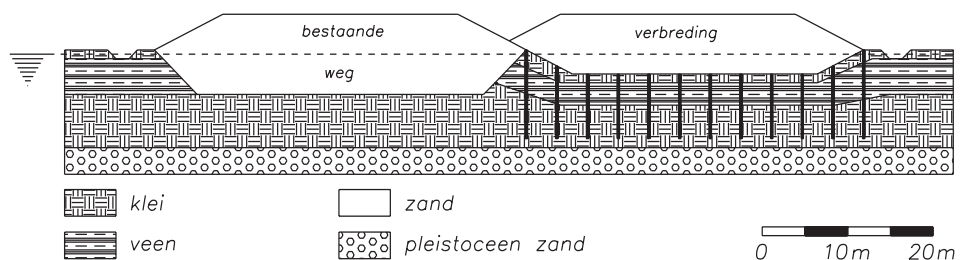 bestaande
verbreding
weg
klei
zand
veen
pleistoceen zand
0 10m 20m